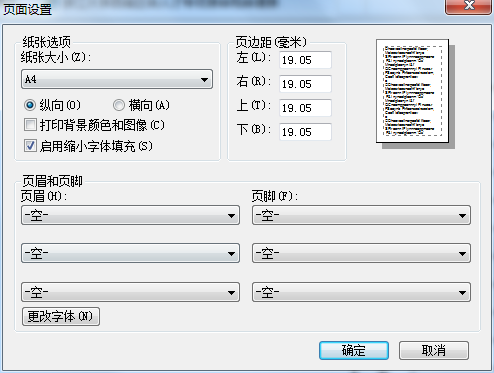 页面设置
纸张选项
纸张大小(Z):
A4
纵向(O)
横向(A)
打印背景颜色和图像(C)
启用缩小字体填充(S)
页边距(毫米)
左(L): 19.05
右(R): 19.05
上(T): 19.05
下(B): 19.05
页眉和页脚
页眉(H):
-空-
-空-
-空-
页脚(F):
-空-
-空-
-空-
更改字体(N)
确定
取消